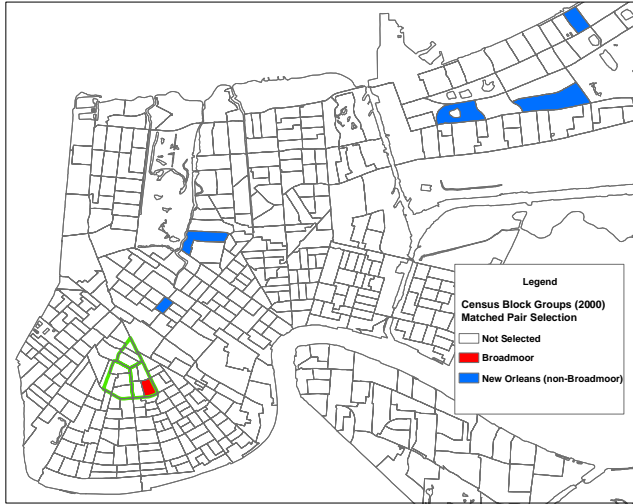 Legend
Census Block Groups (2000)
Matched Pair Selection
Not Selected
Broadmoor
New Orleans (non-Broadmoor)